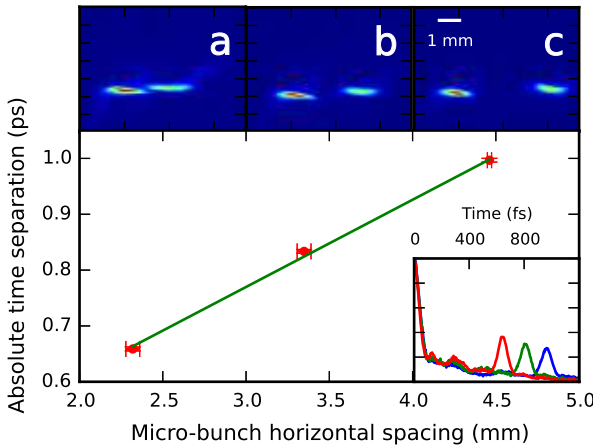 a
b
c
1 mm
Absolute time separation (ps)
1.0
0.9
0.8
0.7
0.6
Time (fs)
0 400 800
2.0 2.5 3.0 3.5 4.0 4.5 5.0
Micro-bunch horizontal spacing (mm)